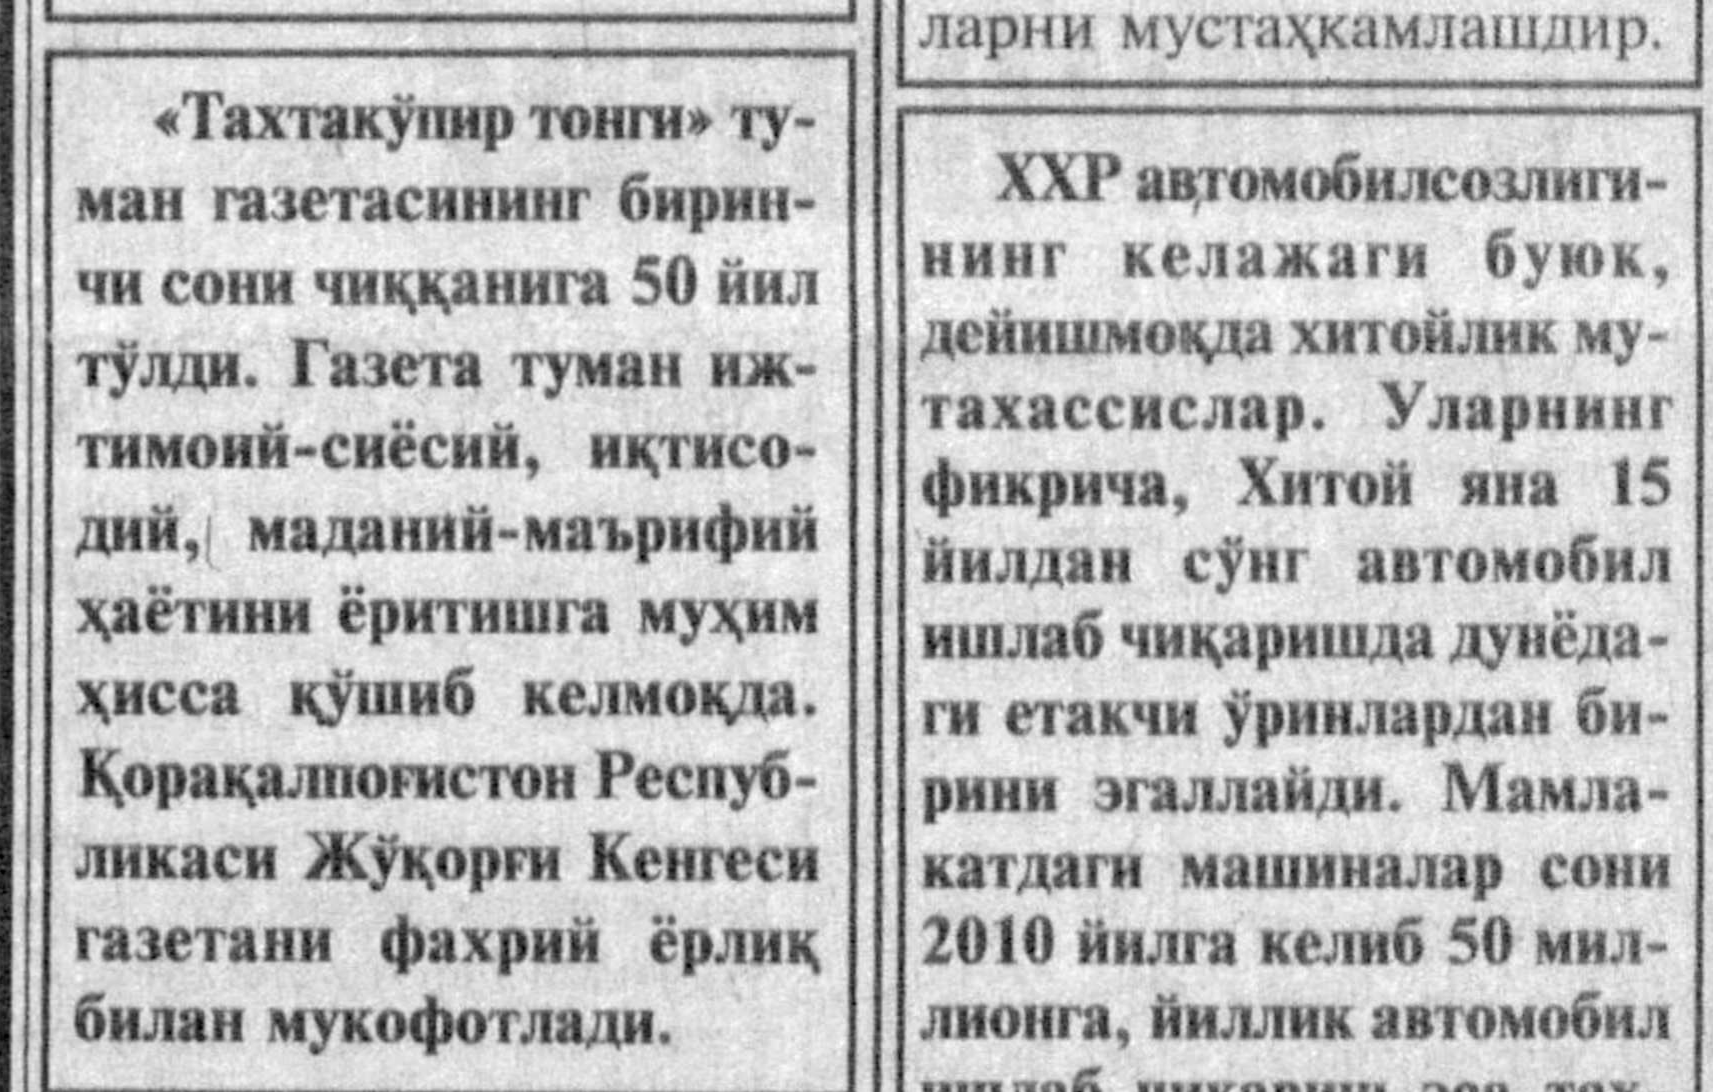 «Тахтакўпир тонги» ту-
ман газетасининг бирин-
чи сони чиққанига 50 йил
тўлди. Газета туман иж-
тимоий-сиёсий, иқтисо-
дий, маданий-маърифий
ҳаётини ёритишга муҳим
ҳисса қўшиб келмоқда.
Қорақалпоғистон Респуб-
ликаси Жўқорғи Кенгеси
газетани фахрий ёрлиқ
билан мукофотлади.
ларни мустаҳкамлашдир.
ХХР автомобилсозлиги-
нинг келажаги буюк,
дейишмоқда хитойлик му-
тахассислар. Уларнинг
фикрича, Хитой яна 15
йилдан сўнг автомобил
ишлаб чиқаришда дунёда-
ги етакчи ўринлардан би-
рини эгаллайди. Мамла-
катдаги машиналар сони
2010 йилга келиб 50 мил-
лионга, йиллик автомобил